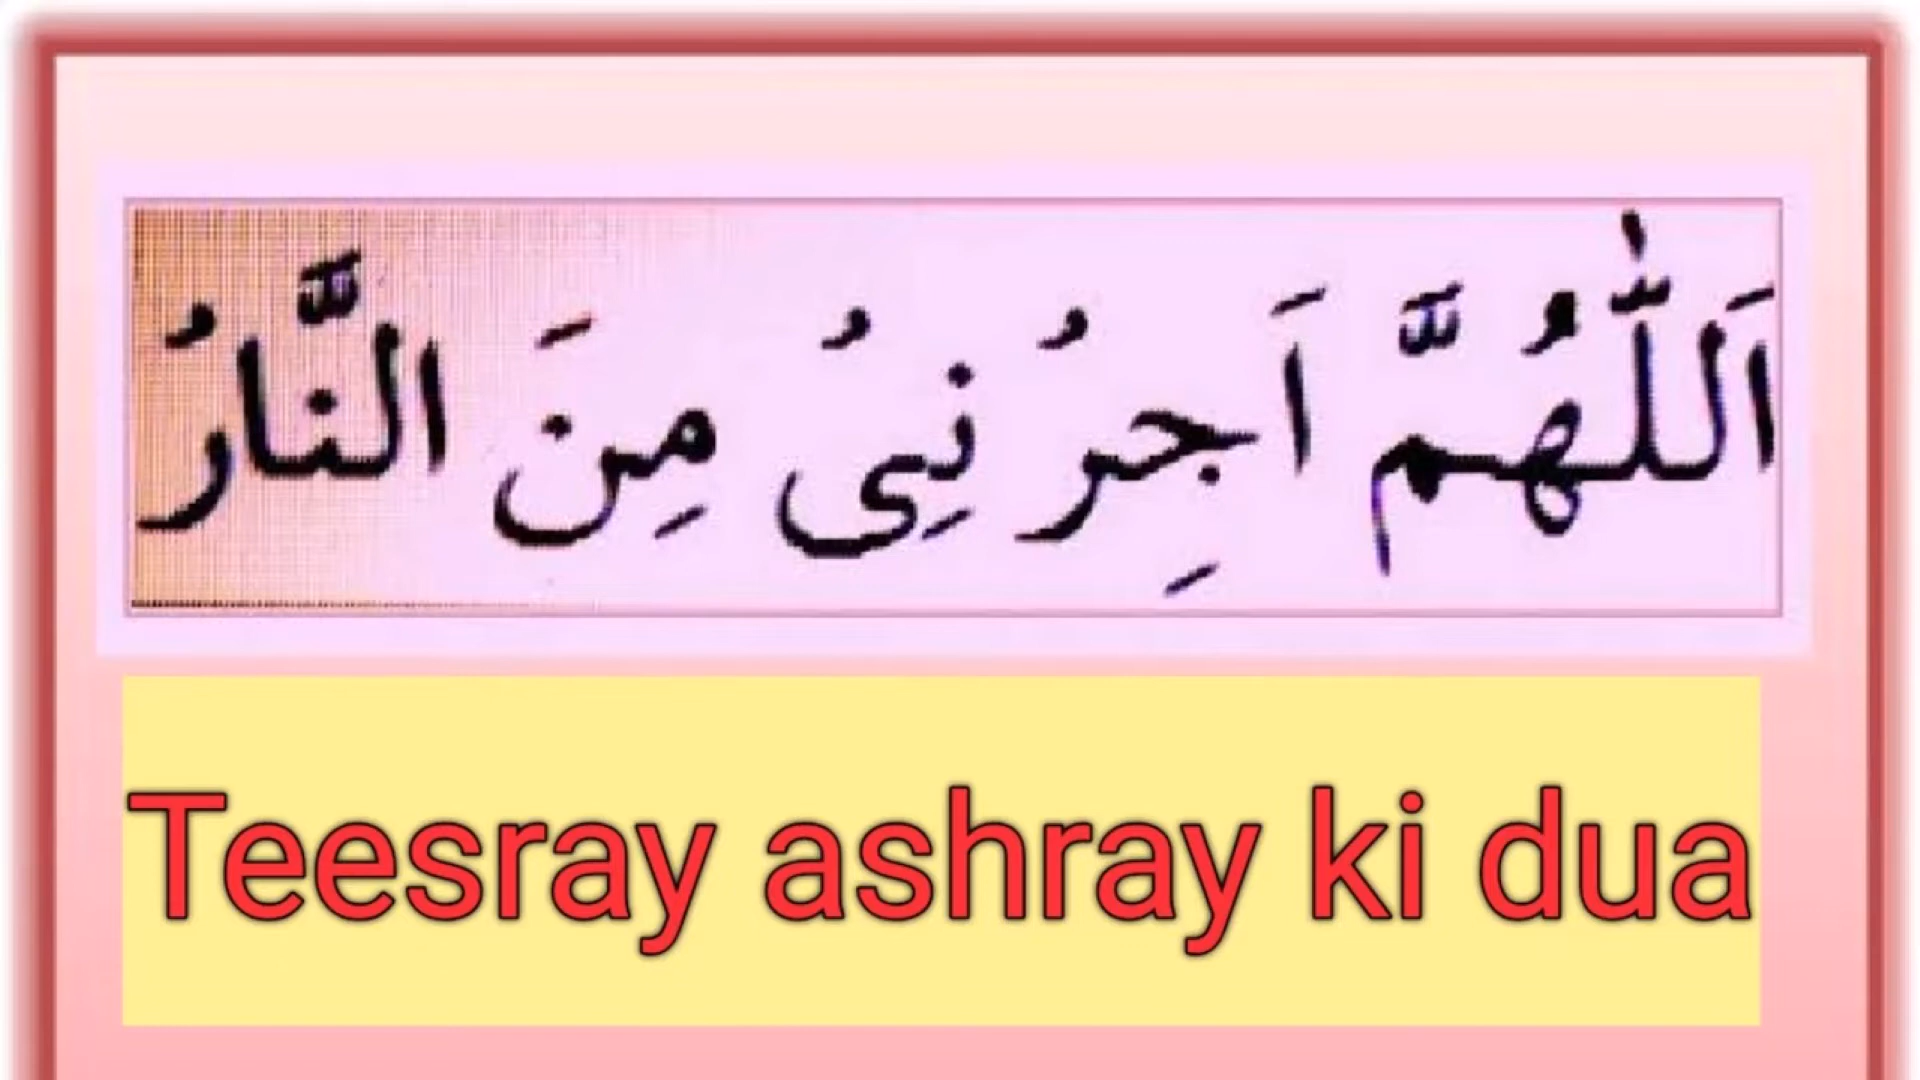 اَللّٰهُمَّ اَجِرْنِیْ مِنَ النَّارْ
Teesray ashray ki dua